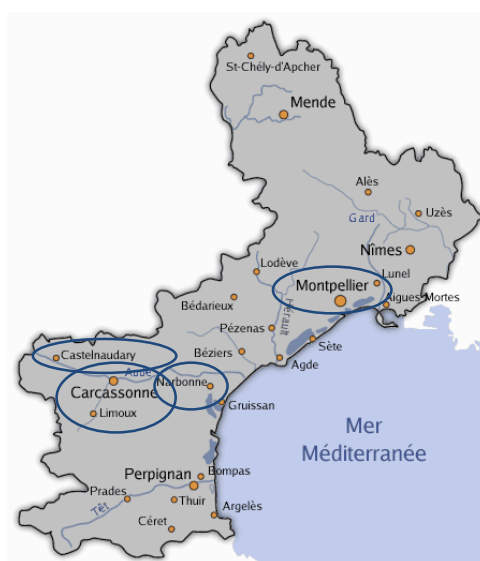 St-Chély-d'Apcher
Mende
Alès
Gard
Uzès
Nîmes
Lodève
Lunel
Montpellier
Bédarieux
Hérault
Aigues-Mortes
Pézenas
Sète
Béziers
Castelnaudary
Agde
Aude
Narbonne
Carcassonne
Gruissan
Limoux
Mer
Méditerranée
Bompas
Perpignan
Prades
Thuir
Têt
Argelès
Céret